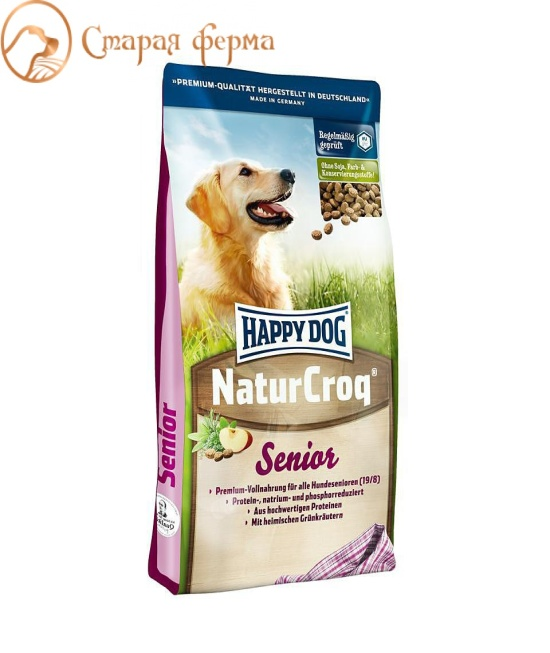 Старая ферма
»PREMIUM-QUALITÄT HERGESTELLT IN DEUTSCHLAND«
MADE IN GERMANY
Regelmäßig
geprüft
Ohne Soja, Farb- &
Konservierungsstoffe!
HAPPY DOG
NaturCroq®
Senior
Premium-Vollnahrung für alle Hundesenioren (19/8)
Protein-, natrium- und phosphorreduziert
Aus hochwertigen Proteinen
Mit heimischen Grünkräutern
Senior